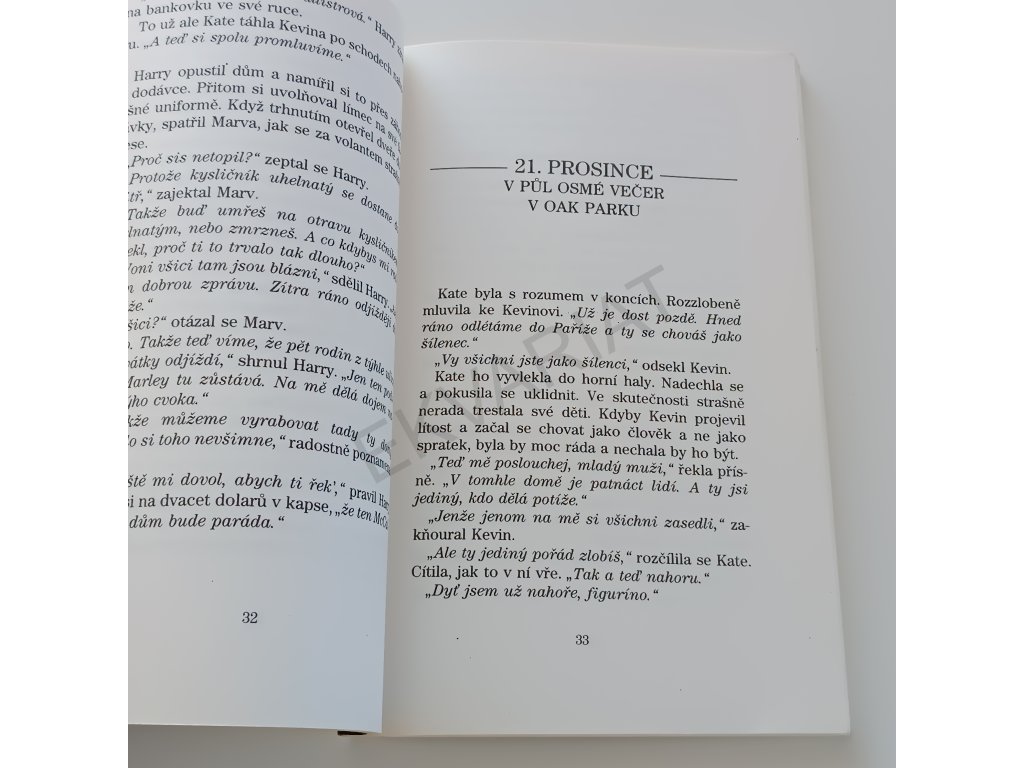 na bankovku ve své ruce.
To už ale Kate táhla Kevina po schodech
„A teď si spolu promluvíme.“
Harry opustil dům a namířil si to přes
dodávce. Přitom si uvolňoval límec na své
uniformě. Když trhnutím otevřel dveře
spatřil Marva, jak se za volantem
„Proč sis netopil?“ zeptal se Harry.
„Protože kysličník uhelnatý se dostane
zajektal Marv.
„Takže buď umřeš na otravu
nebo zmrzneš. A co kdybys mi
proč ti to trvalo tak dlouho?“
všici tam jsou blázni,“ sdělil Harry.
dobrou zprávu. Zítra ráno odjíždějí
otázal se Marv.
Takže teď víme, že pět rodin z týhle
odjíždí,“ shrnul Harry. „Jen ten
Marley tu zůstává. Na mě dělá dojem
cvoka.“
můžeme vyrabovat tady ty
si toho nevšimne,“ radostně
mi dovol, abych ti řek',“ pravil
si na dvacet dolarů v kapse, „že ten
dům bude paráda.“
32
21. PROSINCE
V PŮL OSMÉ VEČER
V OAK PARKU
Kate byla s rozumem v koncích. Rozzlobeně
mluvila ke Kevinovi. „Už je dost pozdě. Hned
ráno odlétáme do Paříže a ty se chováš jako
šílenec.“
„Vy všichni jste jako šílenci,“ odsekl Kevin.
Kate ho vyvlekla do horní haly. Nadechla se
a pokusila se uklidnit. Ve skutečnosti strašně
nerada trestala své děti. Kdyby Kevin projevil
lítost a začal se chovat jako člověk a ne jako
spratek, byla by moc ráda a nechala by ho být.
„Teď mě poslouchej, mladý muži,“ řekla přís-
ně. „V tomhle domě je patnáct lidí. A ty jsi
jediný, kdo dělá potíže.“
„Jenže jenom na mě si všichni zasedli,“ za-
kňoural Kevin.
„Ale ty jediný pořád zlobíš,“ rozčílila se Kate.
Cítila, jak to v ní vře. „Tak a teď nahoru.“
„Dyť jsem už nahoře, figuríno.“
33
EKVARIAT